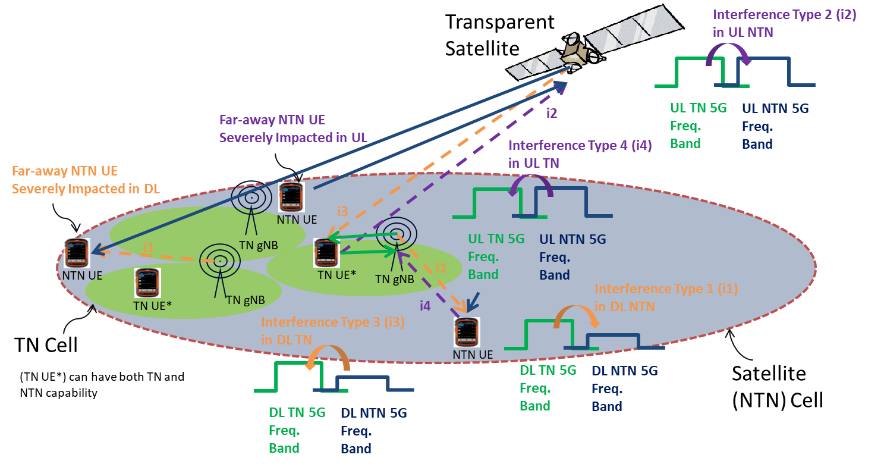 Transparent
Satellite
Interference Type 2 (i2)
in UL NTN
UL TN 5G
Freq.
Band
UL NTN 5G
Freq.
Band
i2
Far-away NTN UE
Severely Impacted in UL
Interference Type 4 (i4)
in UL TN
Far-away NTN UE
Severely Impacted in DL
NTN UE
i3
TN gNB
i1
NTN UE
TN UE*
TN gNB
TN UE*
TN gNB
i1
i4
UL TN 5G
Freq.
Band
UL NTN 5G
Freq.
Band
Interference Type 1 (i1)
in DL NTN
Interference Type 3 (i3)
in DL TN
NTN UE
TN Cell
(TN UE*) can have both TN and
NTN capability
DL TN 5G
Freq.
Band
DL NTN 5G
Freq.
Band
DL TN 5G
Freq.
Band
DL NTN 5G
Freq.
Band
Satellite
(NTN) Cell